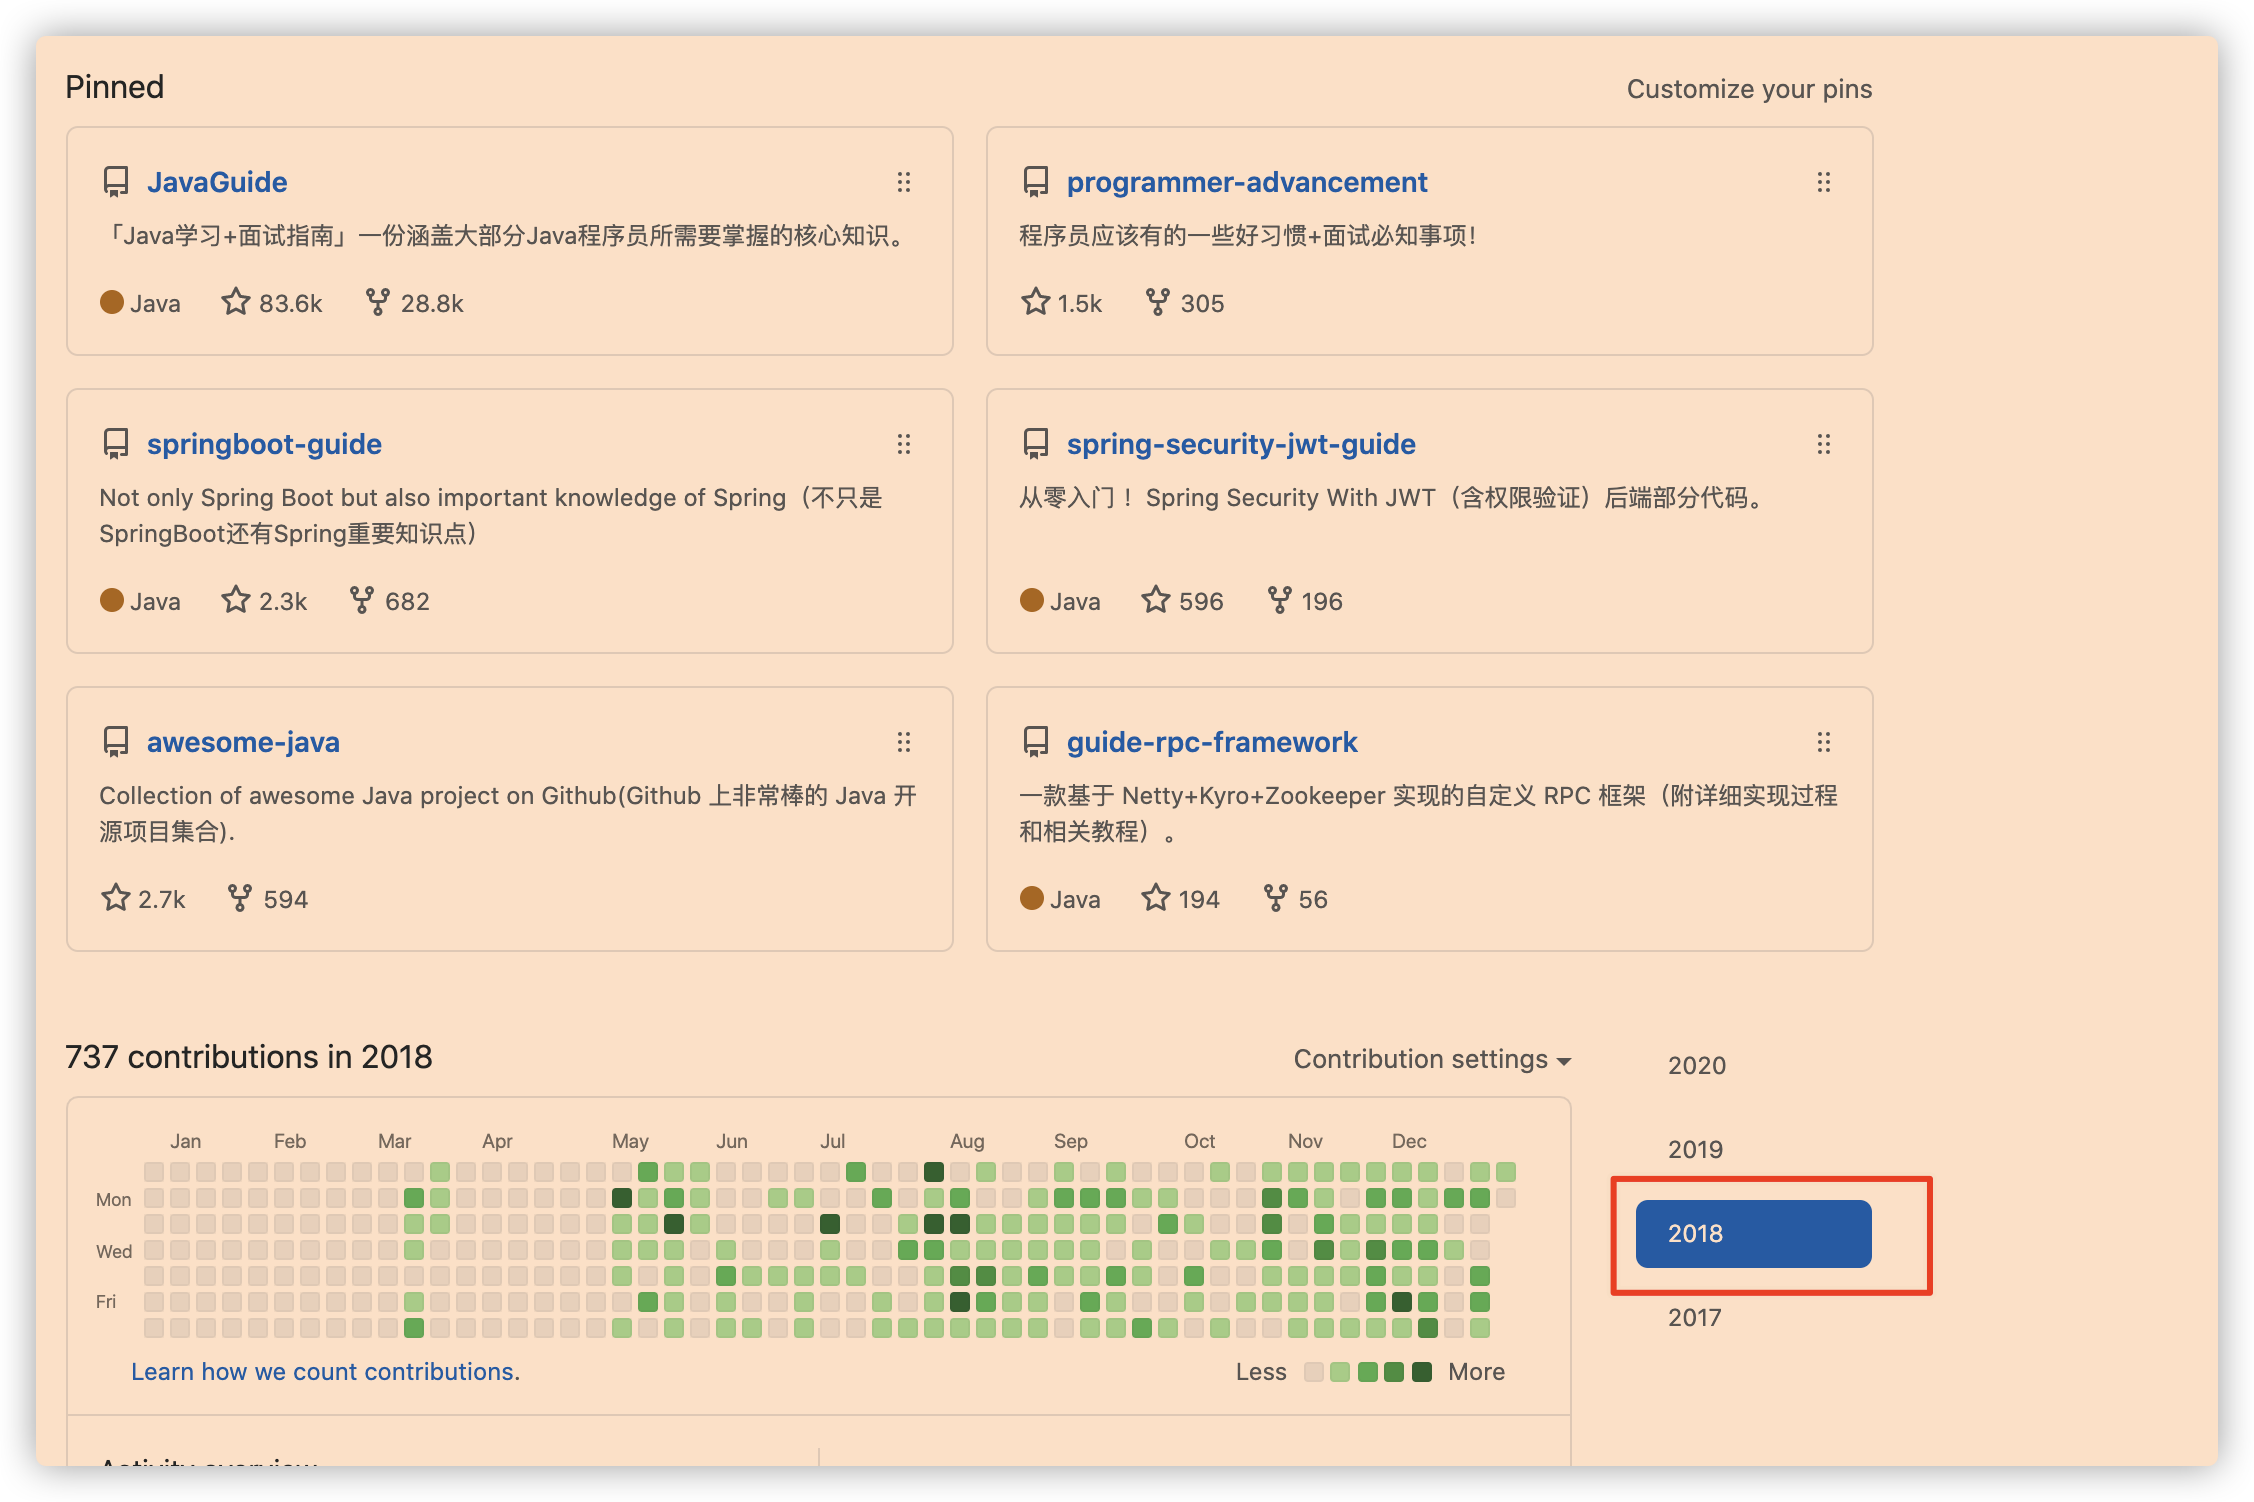 Pinned
Customize your pins
JavaGuide
「Java学习+面试指南」一份涵盖大部分Java程序员所需要掌握的核心知识。
Java 83.6k 28.8k
programmer-advancement
程序员应该有的一些好习惯+面试必知事项！
1.5k 305
springboot-guide
Not only Spring Boot but also important knowledge of Spring（不只是
SpringBoot还有Spring重要知识点）
Java 2.3k 682
spring-security-jwt-guide
从零入门 ！Spring Security With JWT（含权限验证）后端部分代码。
Java 596 196
awesome-java
Collection of awesome Java project on Github(Github 上非常棒的 Java 开
源项目集合).
2.7k 594
guide-rpc-framework
一款基于 Netty+Kyro+Zookeeper 实现的自定义 RPC 框架（附详细实现过程
和相关教程）。
Java 194 56
737 contributions in 2018
Contribution settings
Jan Feb Mar Apr May Jun Jul Aug Sep Oct Nov Dec
Mon
Wed
Fri
Learn how we count contributions.
Less More
2020
2019
2018
2017
Activity overview